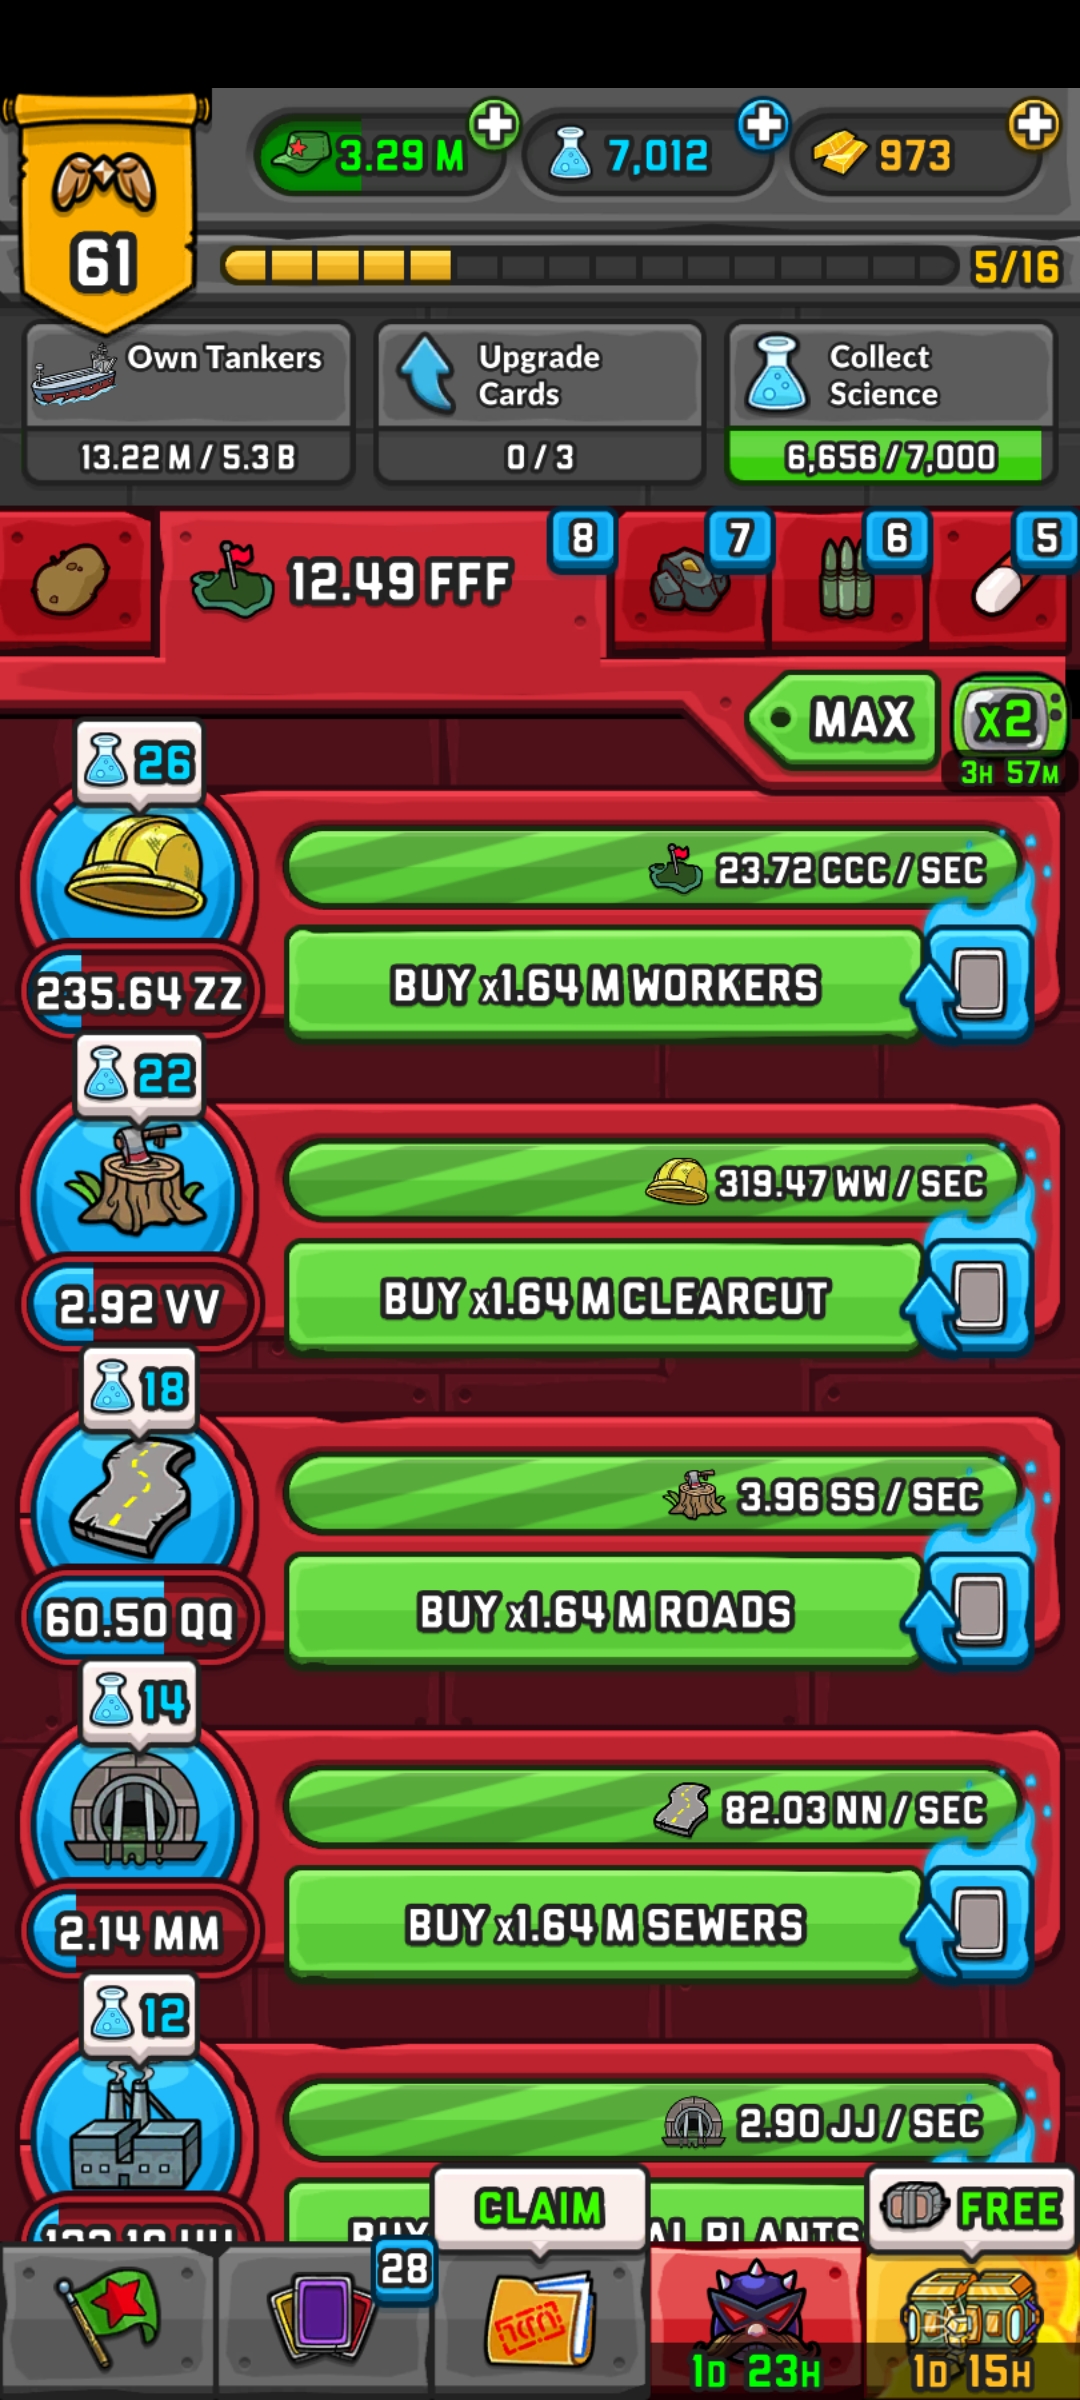 3.29 M
7,012
973
61
5/16
Own Tankers
13.22 M / 5.3 B
Upgrade
Cards
0 / 3
Collect
Science
6,656 / 7,000
12.49 FFF
8
7
6
5
MAX
x2
3H 57M
26
23.72 CCC / SEC
235.64 ZZ
BUY x1.64 M WORKERS
22
319.47 WW / SEC
2.92 VV
BUY x1.64 M CLEARCUT
18
3.96 SS / SEC
60.50 QQ
BUY x1.64 M ROADS
14
82.03 NN / SEC
2.14 MM
BUY x1.64 M SEWERS
12
2.90 JJ / SEC
BUY
AL PLANTS
CLAIM
FREE
28
1D 23H
1D 15H